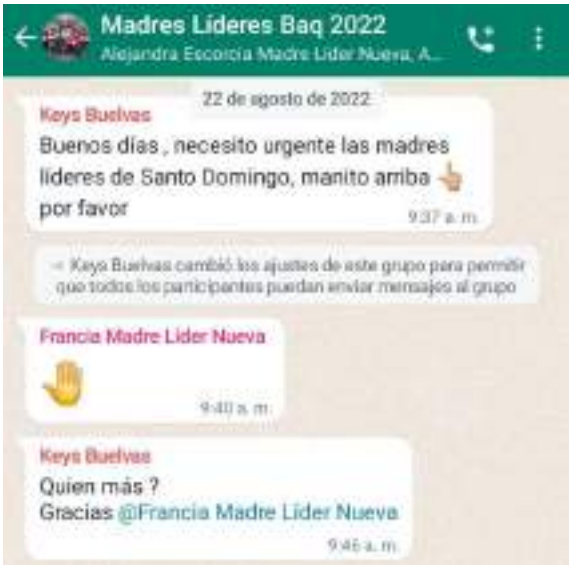 Madres Líderes Baq 2022
Alejandra Escorcia Madre Lider Nueva, A...
22 de agosto de 2022
Keys Buelvas
Buenos días , necesito urgente las madres
líderes de Santo Domingo, manito arriba
por favor
9:37 a. m.
Keys Buelvas cambió los ajustes de este grupo para permitir
que todos los participantes puedan enviar mensajes al grupo
Francia Madre Lider Nueva
9:40 a. m.
Keys Buelvas
Quien más ?
Gracias @Francia Madre Lider Nueva
9:46 a. m.